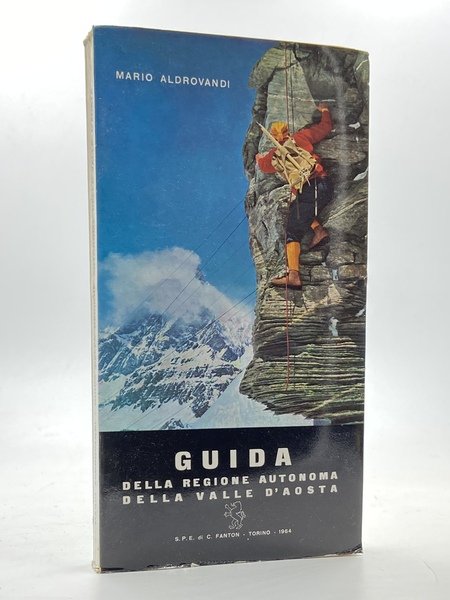 MARIO ALDROVANDI
GUIDA
DELLA REGIONE AUTONOMA
DELLA VALLE D'AOSTA
S.P.E. di C. FANTON - TORINO - 1964